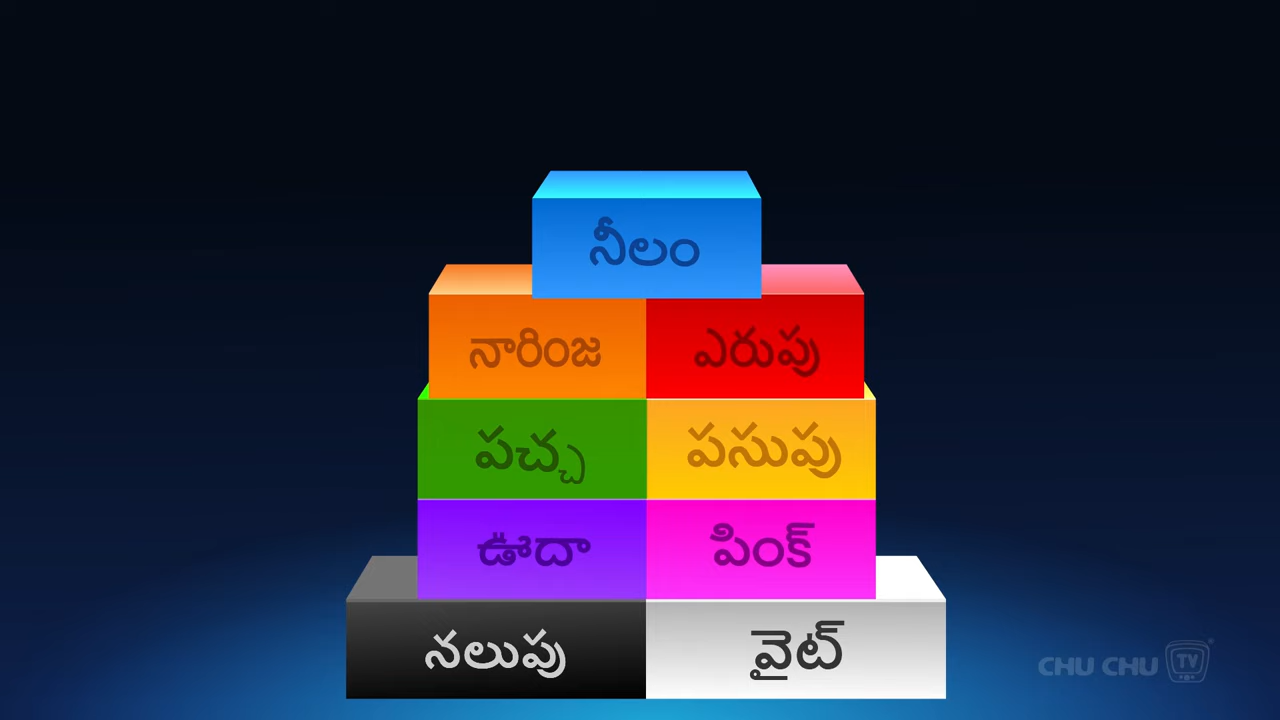 నీలం
నారింజ ఎరుపు
పచ్చ పసుపు
ఊదా పింక్
నలుపు వైట్
CHU CHU TV